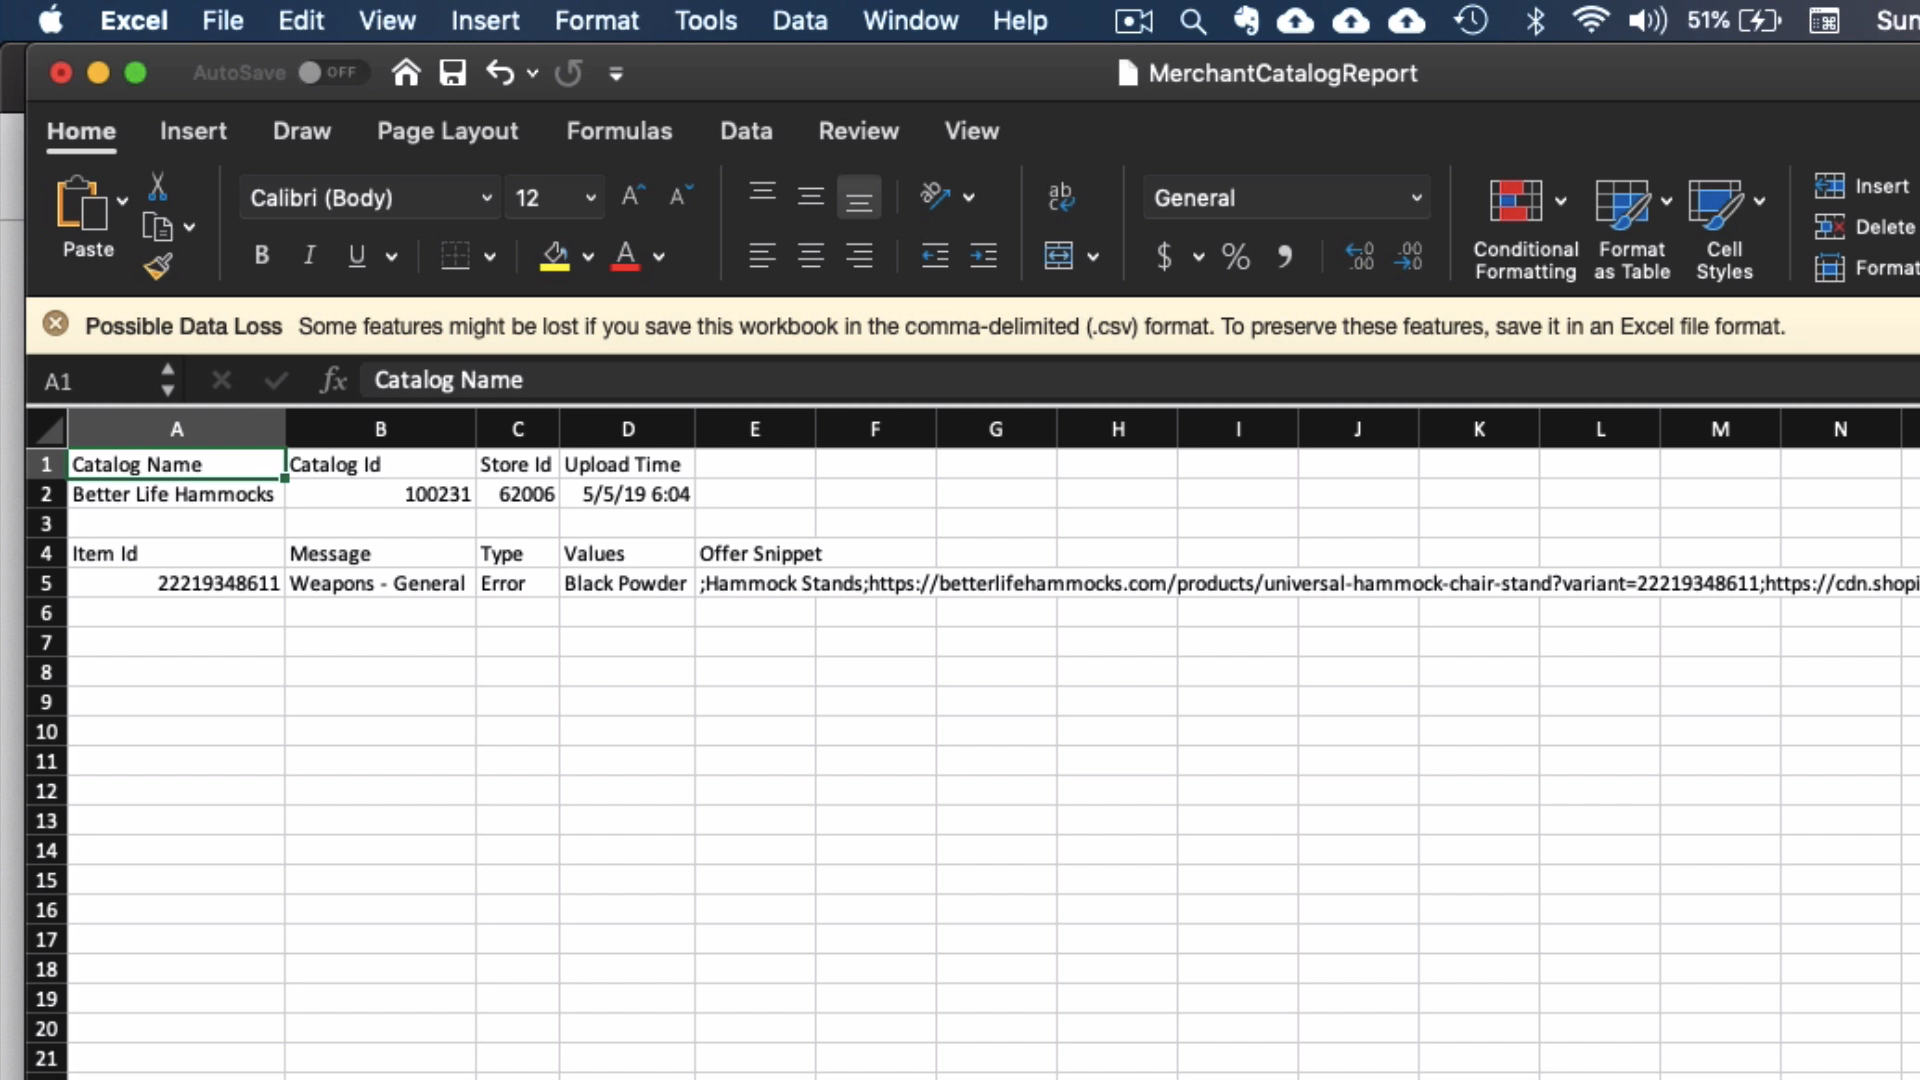 Excel File Edit View Insert Format Tools Data Window Help 51% Sun
AutoSave OFF MerchantCatalogReport
Home Insert Draw Page Layout Formulas Data Review View
Paste
Calibri (Body) 12
General
B I U A
$ % 
Conditional Formatting
Format as Table
Cell Styles
Insert
Delete
Format
Possible Data Loss Some features might be lost if you save this workbook in the comma-delimited (.csv) format. To preserve these features, save it in an Excel file format.
A1 fx Catalog Name
A B C D E F G H I J K L M N
1 Catalog Name Catalog Id Store Id Upload Time
2 Better Life Hammocks 100231 62006 5/5/19 6:04
3
4 Item Id Message Type Values Offer Snippet
5 22219348611 Weapons - General Error Black Powder ;Hammock Stands;https://betterlifehammocks.com/products/universal-hammock-chair-stand?variant=22219348611;https://cdn.shopi
6
7
8
9
10
11
12
13
14
15
16
17
18
19
20
21